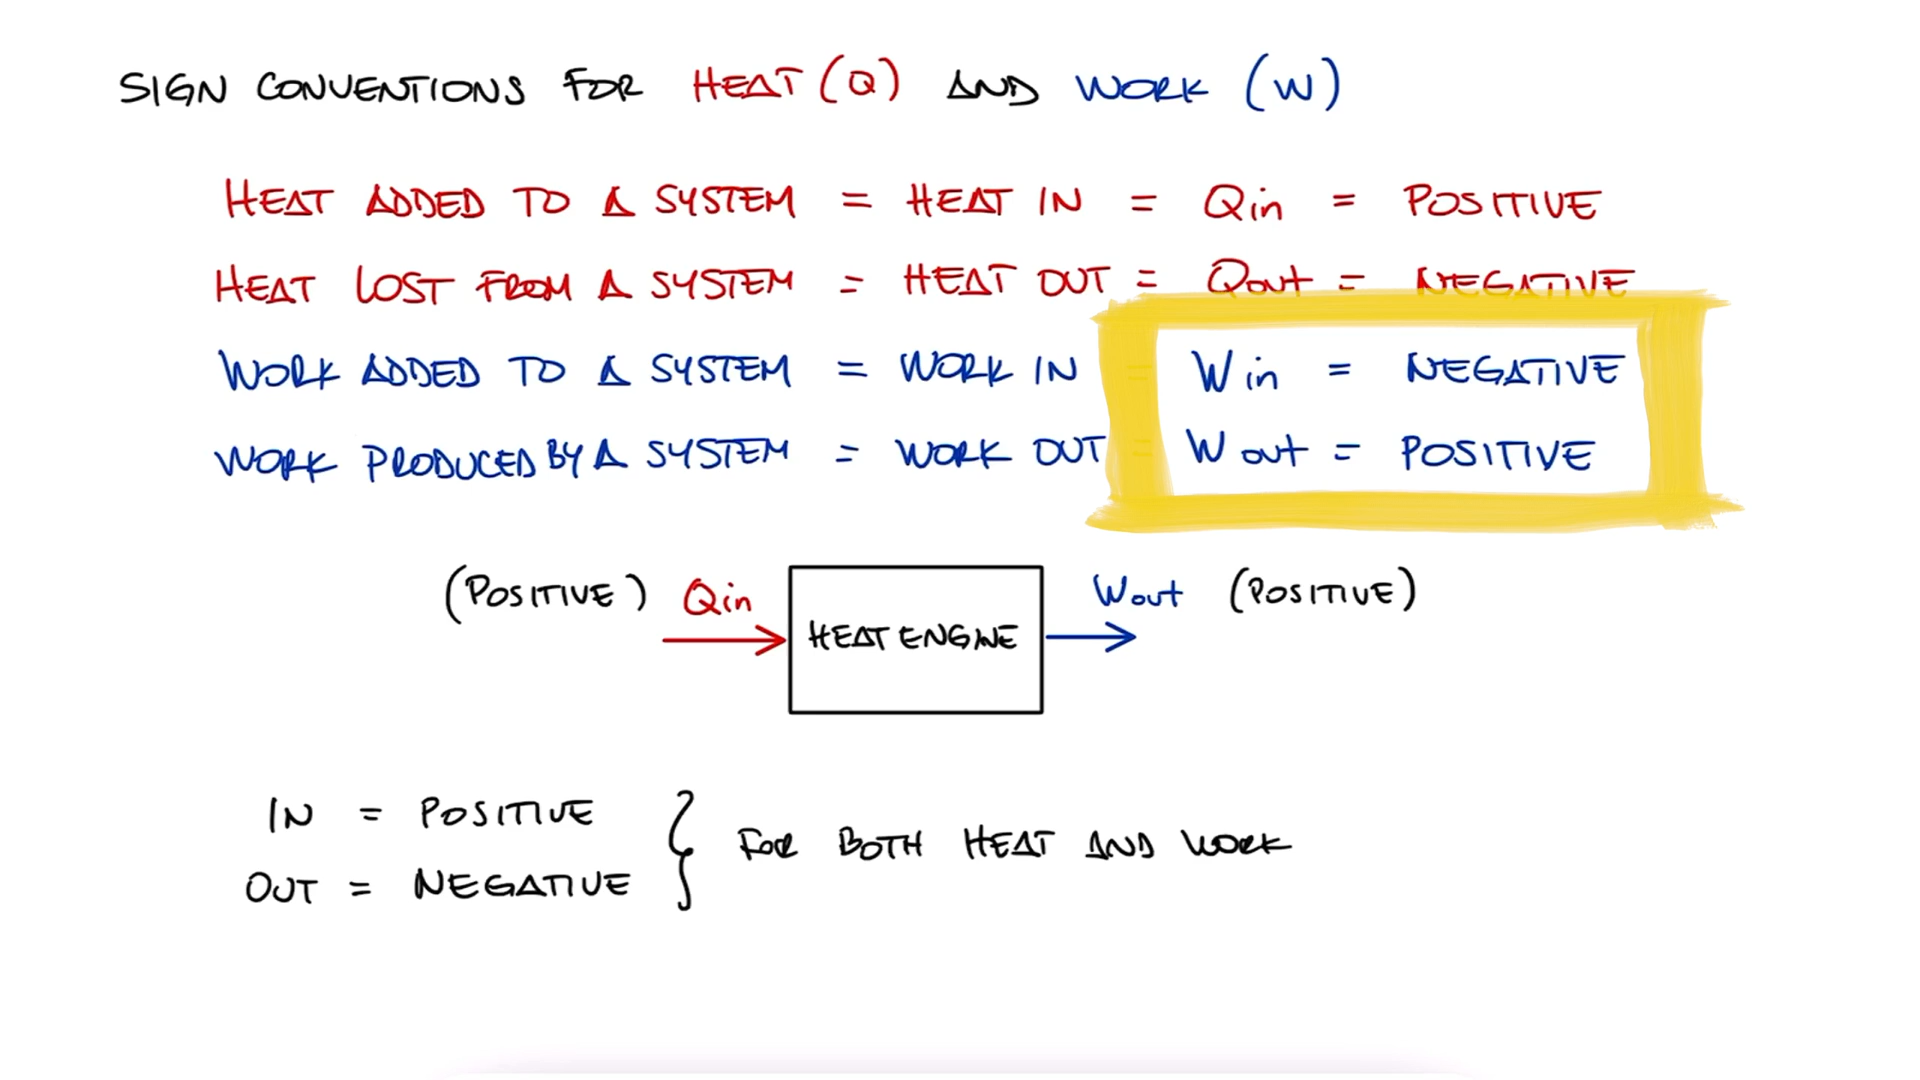 SIGN CONVENTIONS FOR HEAT (Q) AND WORK (W)
HEAT ADDED TO A SYSTEM = HEAT IN = Qin = POSITIVE
HEAT LOST FROM A SYSTEM = HEAT OUT = Qout = NEGATIVE
WORK ADDED TO A SYSTEM = WORK IN = Win = NEGATIVE
WORK PRODUCED BY A SYSTEM = WORK OUT = Wout = POSITIVE
(POSITIVE) Qin HEAT ENGINE Wout (POSITIVE)
IN = POSITIVE
OUT = NEGATIVE
FOR BOTH HEAT AND WORK